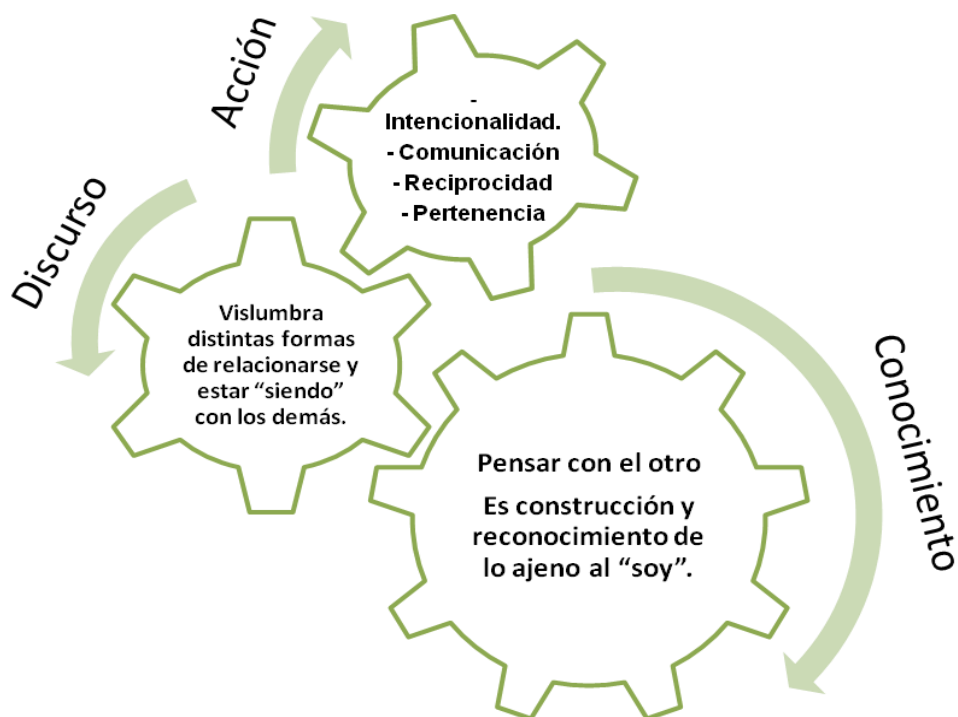 Acción
-
Intencionalidad.
- Comunicación
- Reciprocidad
- Pertenencia
Discurso
Vislumbra
distintas formas
de relacionarse y
estar “siendo”
con los demás.
Conocimiento
Pensar con el otro
Es construcción y
reconocimiento de
lo ajeno al “soy”.